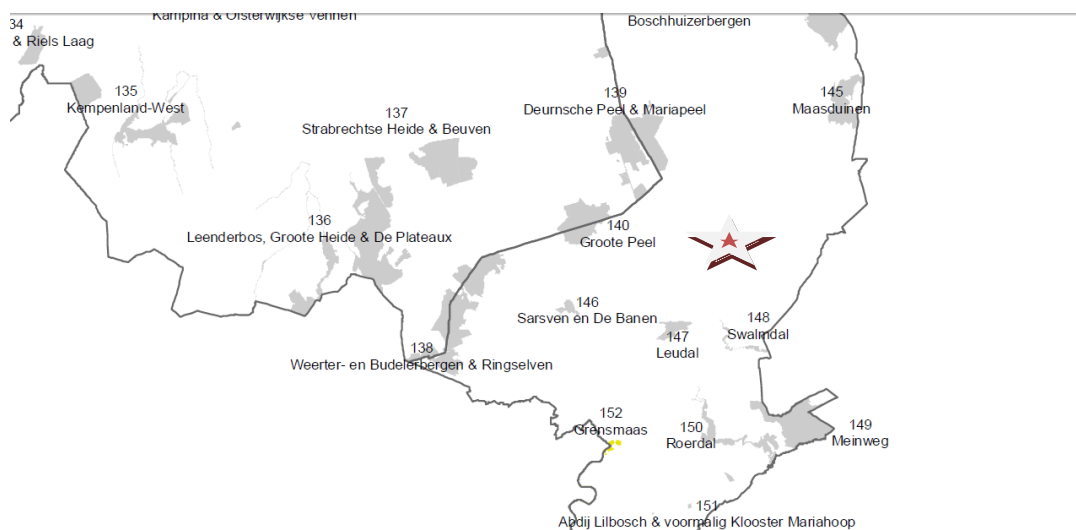 Kampina & Oisterwijkse Vennen
Boschhuizerbergen
34
& Riels Laag
135
Kempenland-West
137
Strabrechtse Heide & Beuven
139
Deurnsche Peel & Mariapeel
145
Maasduinen
136
Leenderbos, Groote Heide & De Plateaux
140
Groote Peel
146
Sarsven en De Banen
147
Leudal
148
Swalmdal
138
Weerter- en Budelerbergen & Ringselven
152
Grensmaas
150
Roerdal
149
Meinweg
151
Abdij Lilbosch & voormalig Klooster Mariahoop